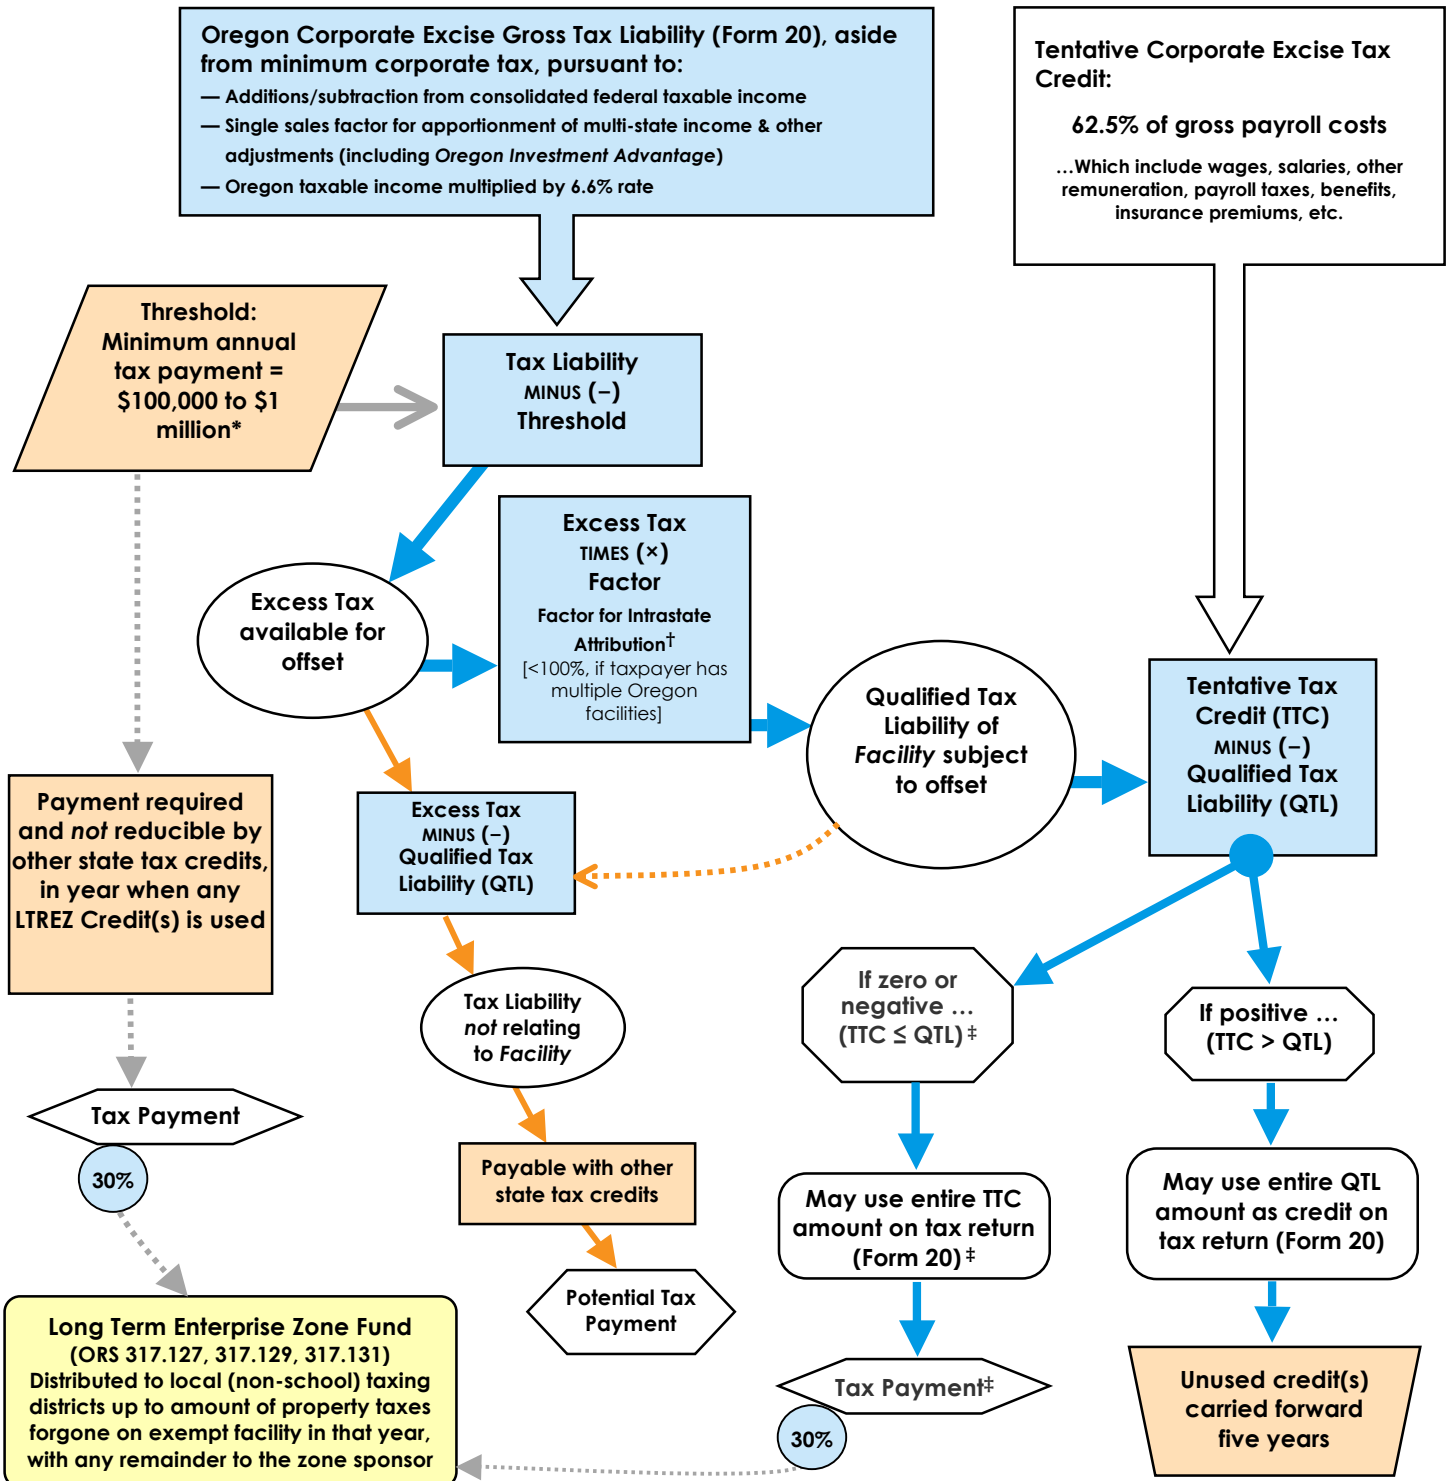 Oregon Corporate Excise Gross Tax Liability (Form 20), aside
from minimum corporate tax, pursuant to:
— Additions/subtraction from consolidated federal taxable income
— Single sales factor for apportionment of multi-state income & other
adjustments (including Oregon Investment Advantage)
— Oregon taxable income multiplied by 6.6% rate
Tentative Corporate Excise Tax
Credit:
62.5% of gross payroll costs
...Which include wages, salaries, other
remuneration, payroll taxes, benefits,
insurance premiums, etc.
Threshold:
Minimum annual
tax payment =
$100,000 to $1
million*
Tax Liability
MINUS (–)
Threshold
Excess Tax
available for
offset
Excess Tax
TIMES (×)
Factor
Factor for Intrastate
Attribution†
[<100%, if taxpayer has
multiple Oregon
facilities]
Qualified Tax
Liability of
Facility subject
to offset
Tentative Tax
Credit (TTC)
MINUS (–)
Qualified Tax
Liability (QTL)
Payment required
and not reducible by
other state tax credits,
in year when any
LTREZ Credit(s) is used
Excess Tax
MINUS (–)
Qualified Tax
Liability (QTL)
Tax Liability
not relating
to Facility
If zero or
negative ...
(TTC ≤ QTL) ‡
If positive ...
(TTC > QTL)
Tax Payment
30%
Payable with other
state tax credits
May use entire TTC
amount on tax return
(Form 20) ‡
May use entire QTL
amount as credit on
tax return (Form 20)
Potential Tax
Payment
Long Term Enterprise Zone Fund
(ORS 317.127, 317.129, 317.131)
Distributed to local (non-school) taxing
districts up to amount of property taxes
forgone on exempt facility in that year,
with any remainder to the zone sponsor
Tax Payment‡
30%
Unused credit(s)
carried forward
five years